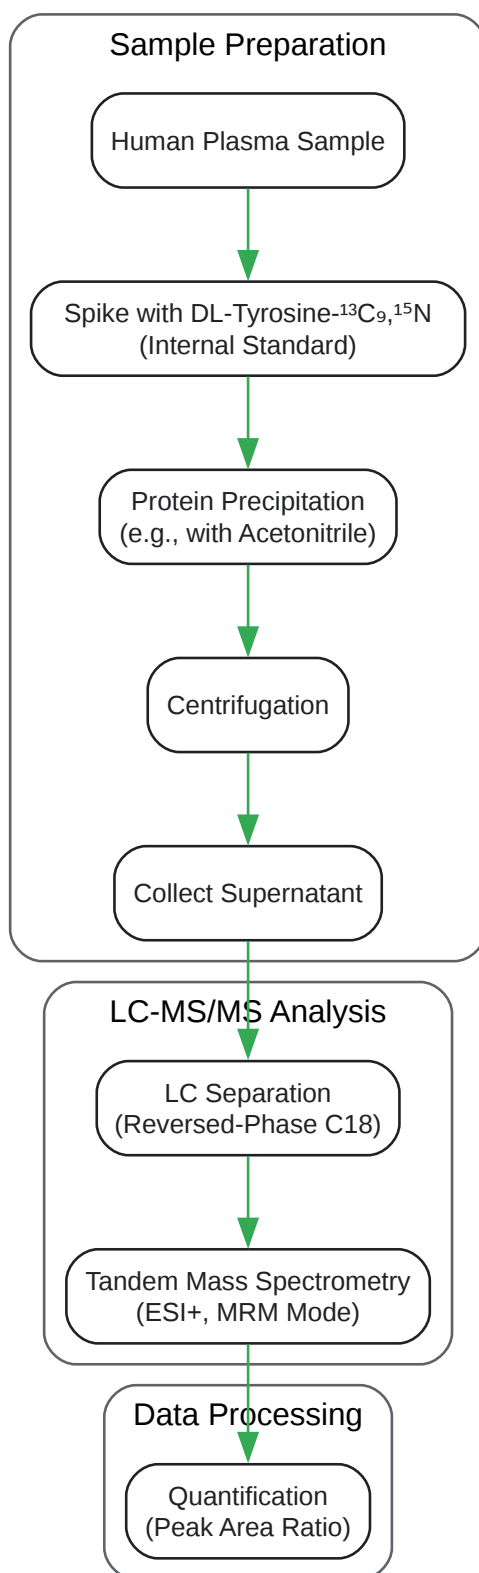 Sample Preparation
Human Plasma Sample
Spike with DL-Tyrosine-¹³C₉,¹⁵N
(Internal Standard)
Protein Precipitation
(e.g., with Acetonitrile)
Centrifugation
Collect Supernatant
LC-MS/MS Analysis
LC Separation
(Reversed-Phase C18)
Tandem Mass Spectrometry
(ESI+, MRM Mode)
Data Processing
Quantification
(Peak Area Ratio)